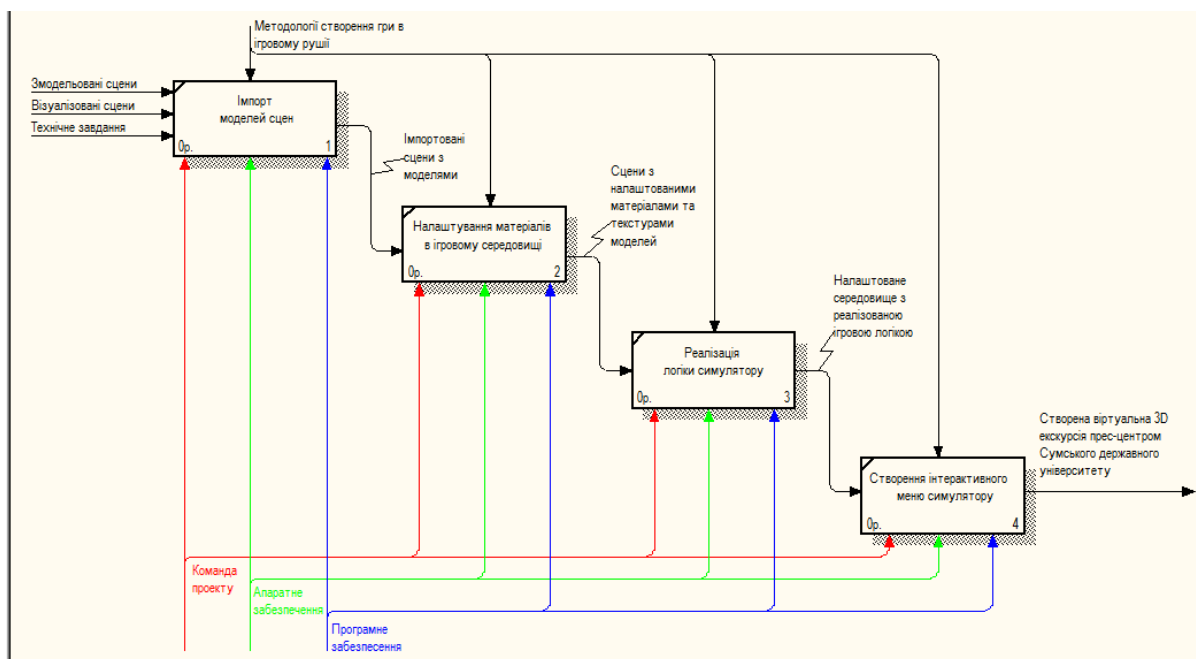 Методології створення гри в
ігровому рушії
Змодельовані сцени
Візуалізовані сцени
Технічне завдання
Імпорт
моделей сцен
0р.
1
Імпортовані
сцени з
моделями
Налаштування матеріалів
в ігровому середовищі
0р.
2
Сцени з
налаштованими
матеріалами та
текстурами
моделей
Реалізація
логіки симулятору
0р.
3
Налаштоване
середовище з
реалізованою
ігровою логікою
Створення інтерактивного
меню симулятору
0р.
4
Створена віртуальна 3D
екскурсія прес-центром
Сумського державного
університету
Команда
проекту
Апаратне
забезпечення
Програмне
забезпесення